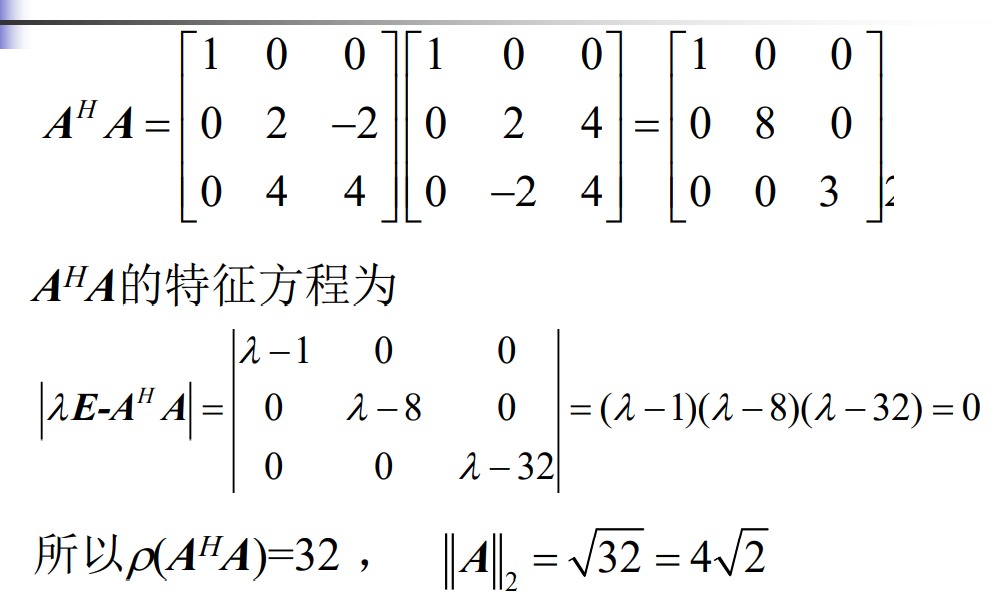 A^H A = [1 0 0; 0 2 −2; 0 4 4] [1 0 0; 0 2 4; 0 −2 4] = [1 0 0; 0 8 0; 0 0 32]
A^H A的特征方程为
|λE-A^H A| = |λ−1 0 0; 0 λ−8 0; 0 0 λ−32| = (λ−1)(λ−8)(λ−32) = 0
所以ρ(A^H A)=32 ， ‖A‖₂ = √32 = 4√2